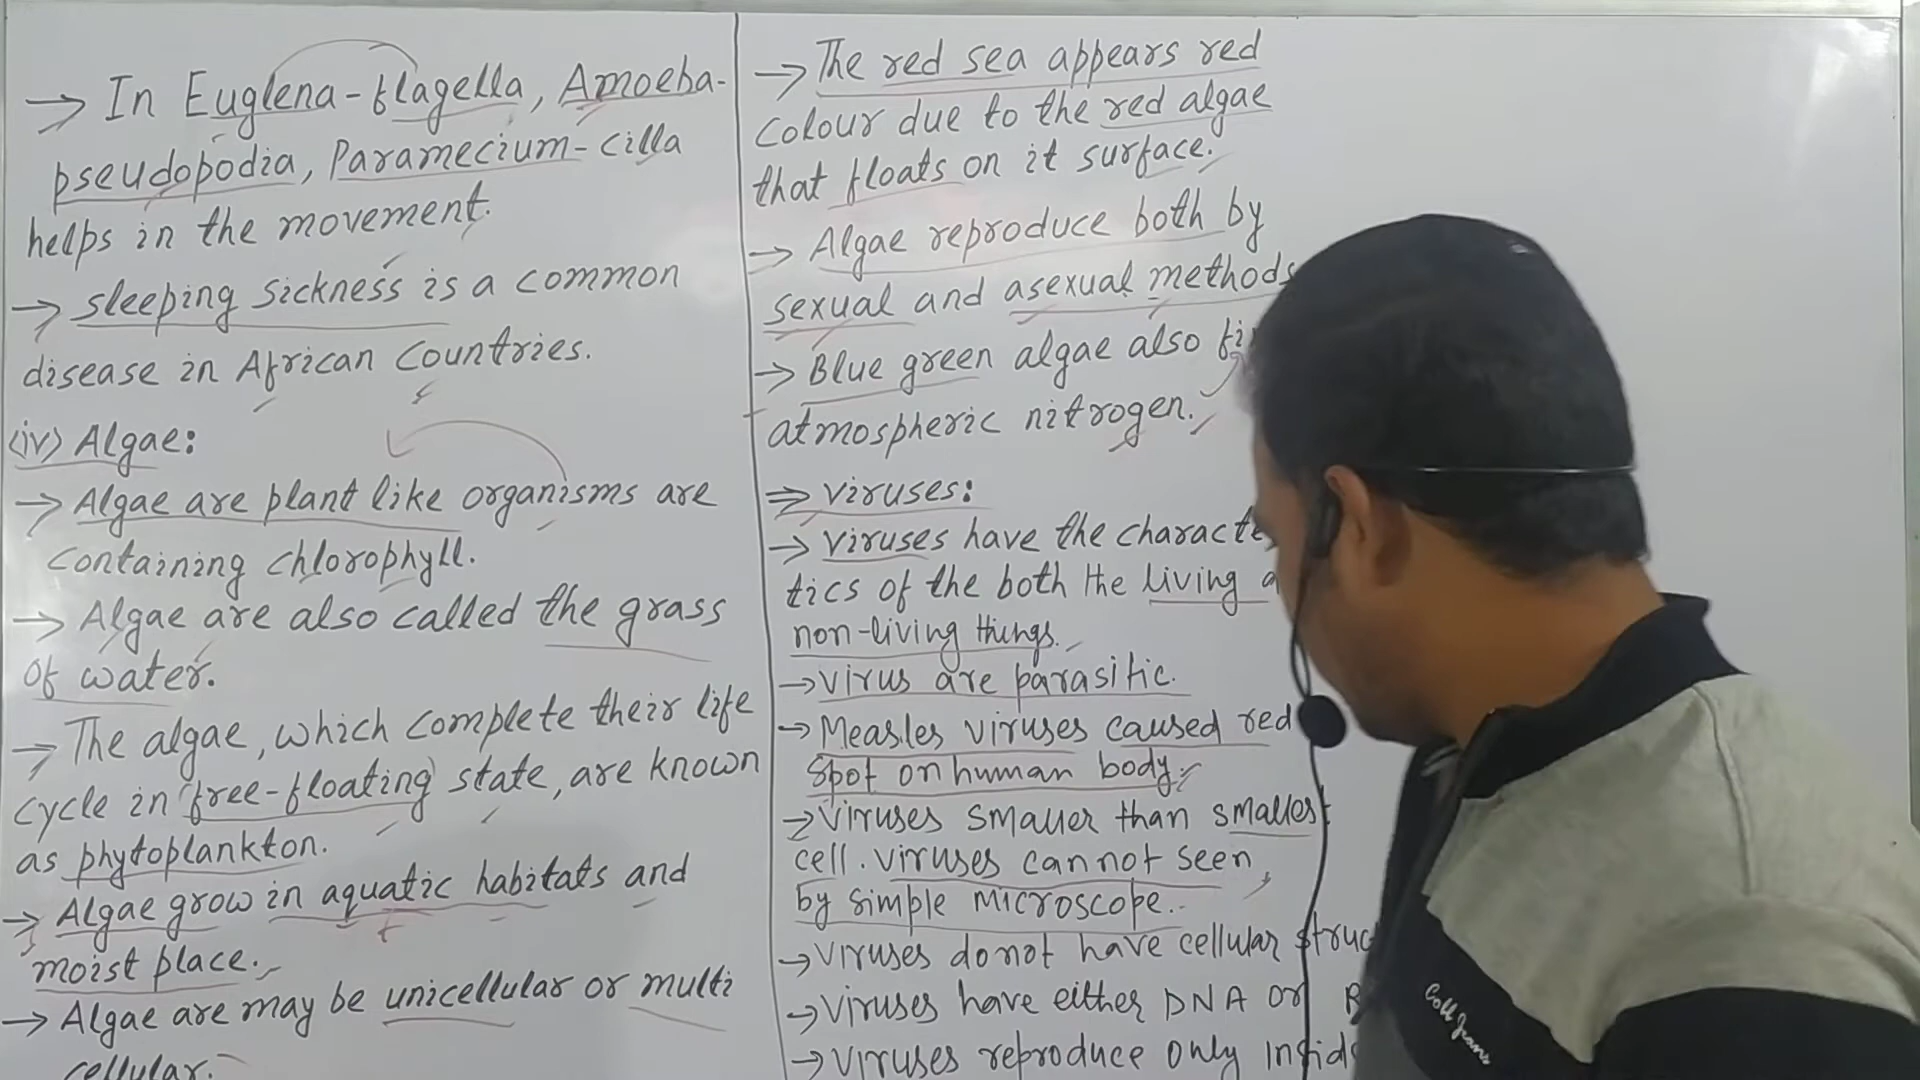 → In Euglena-flagella, Amoeba-
pseudopodia, Paramecium-cilla
helps in the movement.
→ sleeping sickness is a common
disease in African Countries.
(iv) Algae:
→ Algae are plant like organisms are
containing chlorophyll.
→ Algae are also called the grass
of water.
→ The algae, which complete their life
cycle in free-floating state, are known
as phytoplankton.
→ Algae grow in aquatic habitats and
moist place.
→ Algae are may be unicellular or multi
cellular.
→ The red sea appears red
colour due to the red algae
that floats on it surface.
→ Algae reproduce both by
sexual and asexual methods
→ Blue green algae also fi
atmospheric nitrogen.
⇒ viruses:
→ viruses have the characte
tics of the both the living a
non-living things.
→ virus are parasitic.
→ Measles viruses caused red
spot on human body.
→ viruses smaller than smallest
cell. viruses cannot seen
by simple microscope.
→ viruses do not have cellular struc
→ viruses have either DNA or R
→ viruses reproduce only insid
Coll Jeans